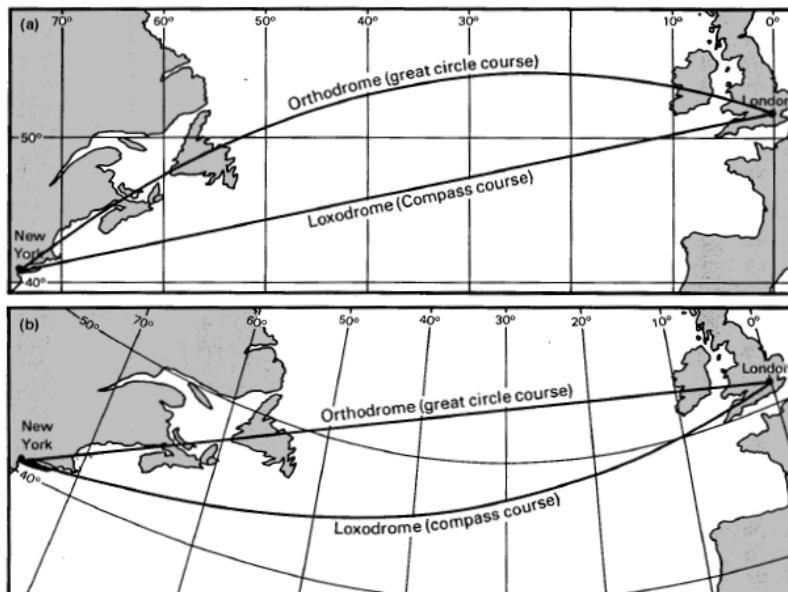 (a)
70°
60°
50°
40°
30°
20°
10°
0°
Orthodrome (great circle course)
London
50°
Loxodrome (Compass course)
New
York
40°
(b)
50°
70°
60°
50°
40°
30°
20°
10°
0°
London
Orthodrome (great circle course)
New
York
40°
Loxodrome (compass course)